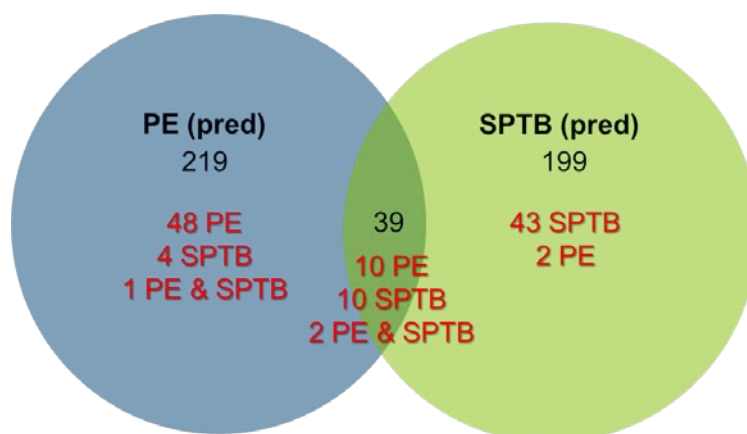 PE (pred)
219
48 PE
4 SPTB
1 PE & SPTB
39
10 PE
10 SPTB
2 PE & SPTB
SPTB (pred)
199
43 SPTB
2 PE